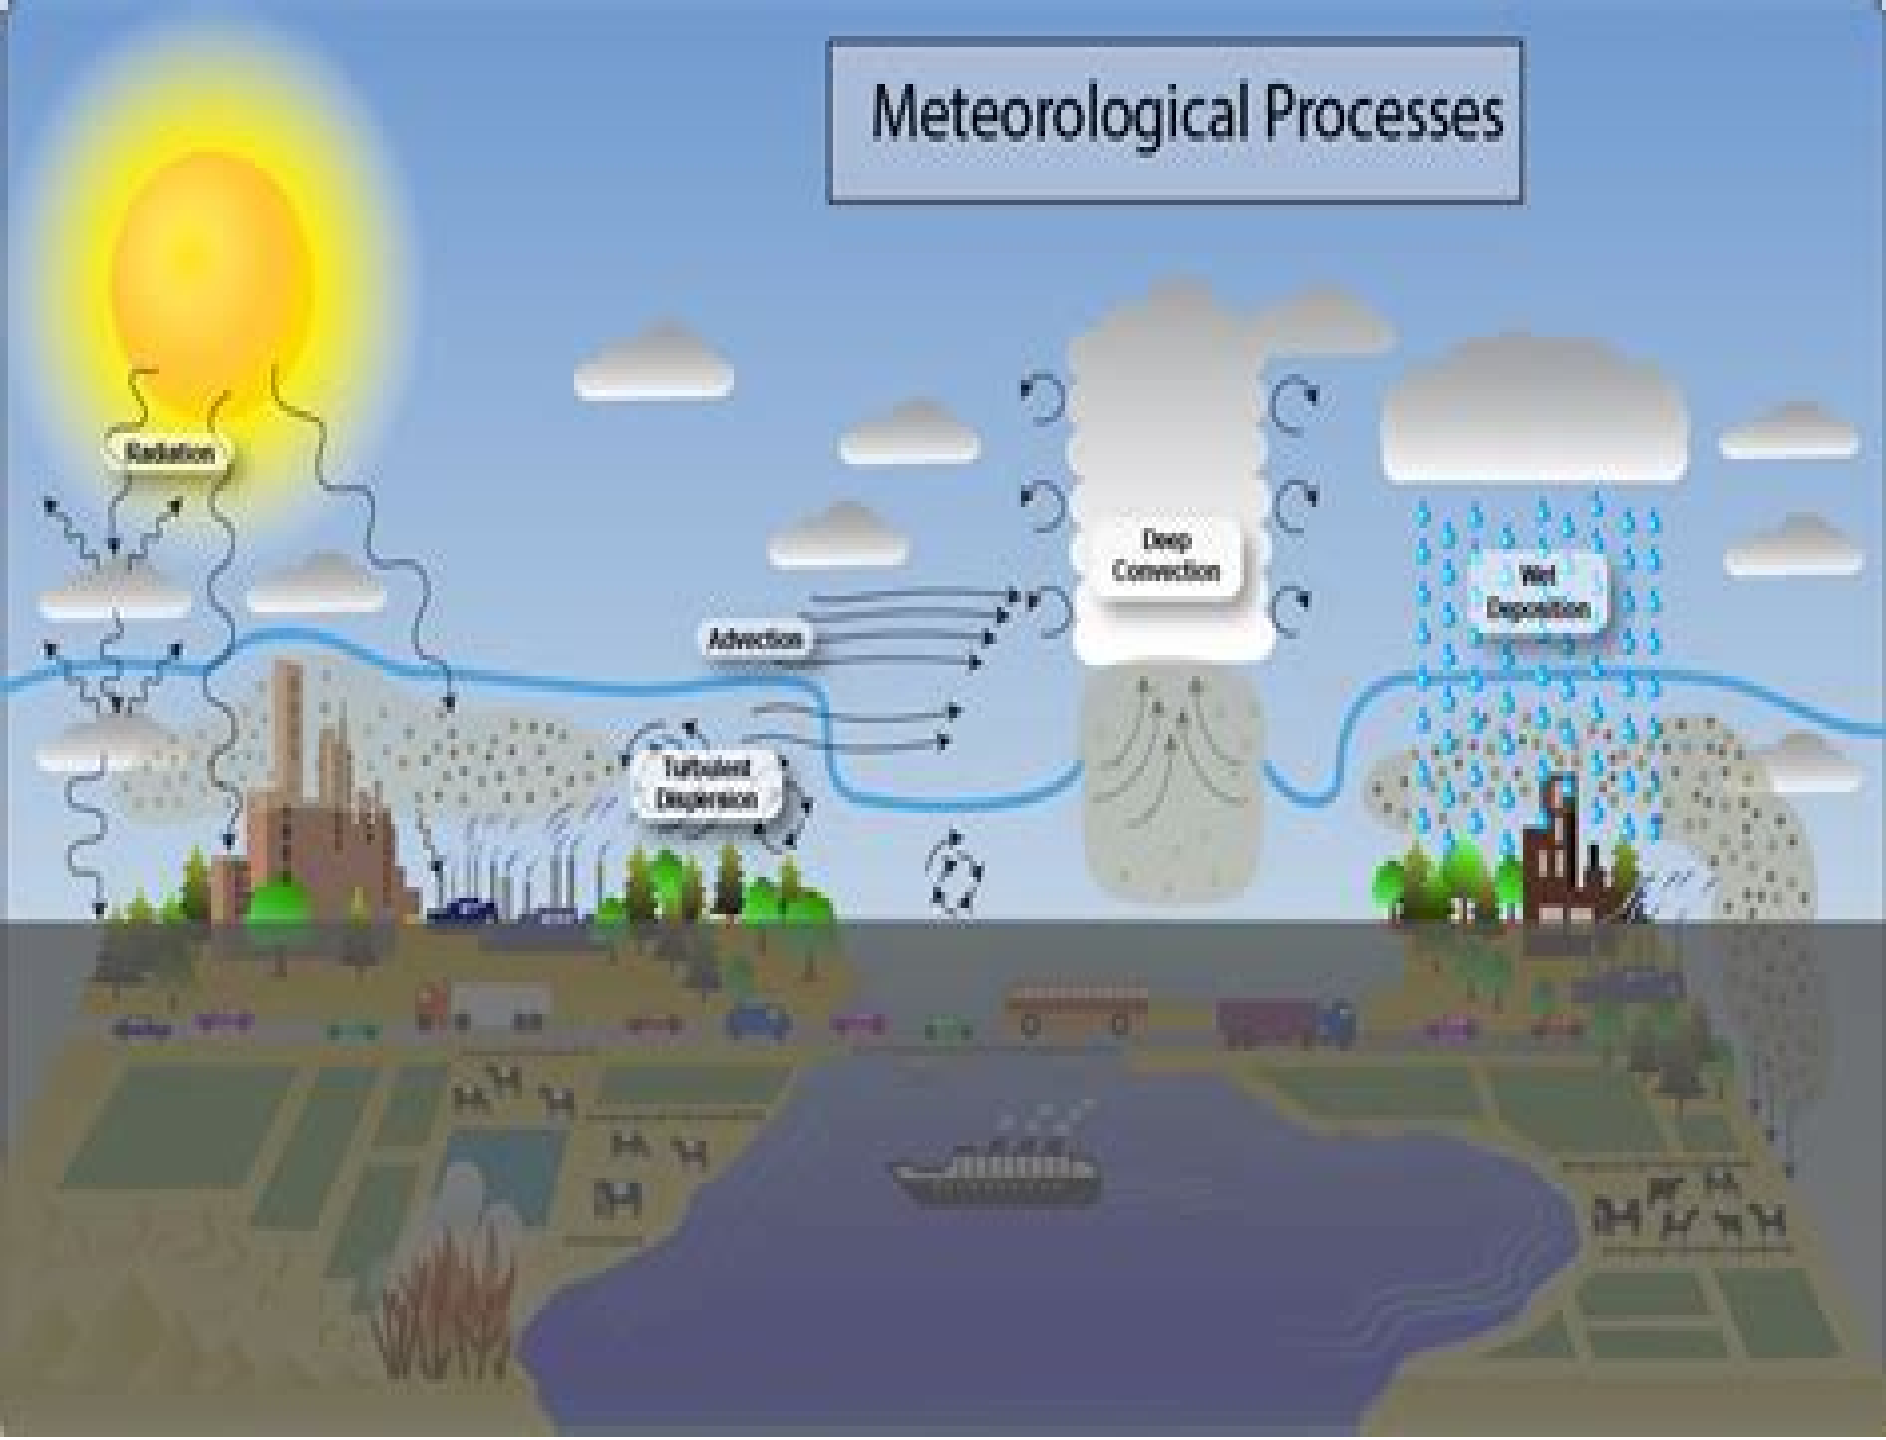 Meteorological Processes
Radiation
Deep
Convection
Wet
Deposition
Advection
Turbulent
Dispersion